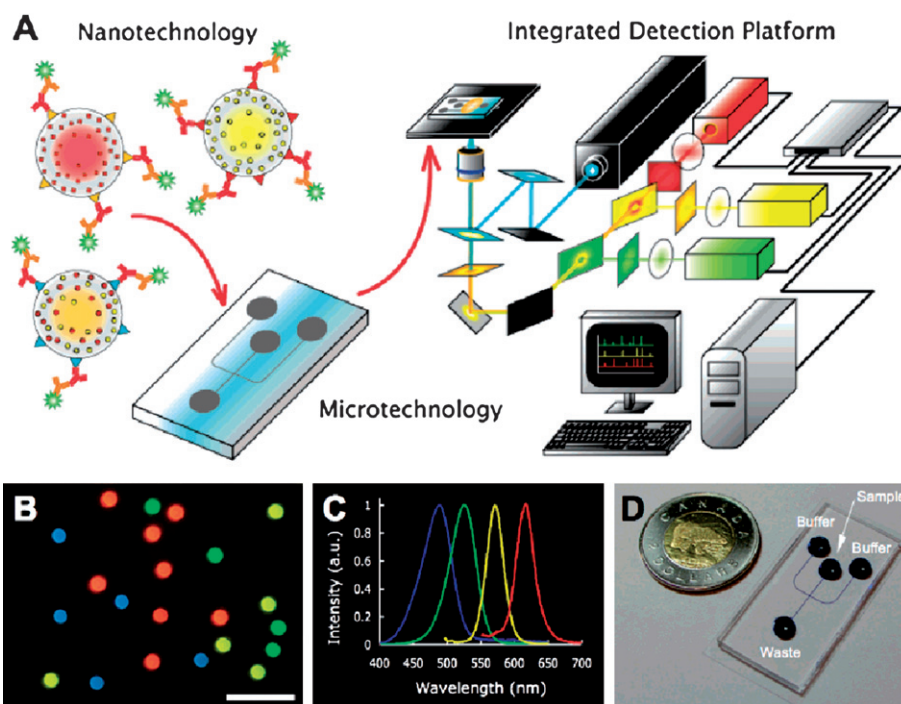 A
Nanotechnology
Integrated Detection Platform
Microtechnology
B
C
Intensity (a.u.)
1
0.8
0.6
0.4
0.2
0
400 450 500 550 600 650 700
Wavelength (nm)
D
CANADA
Sample
Buffer
Buffer
Waste